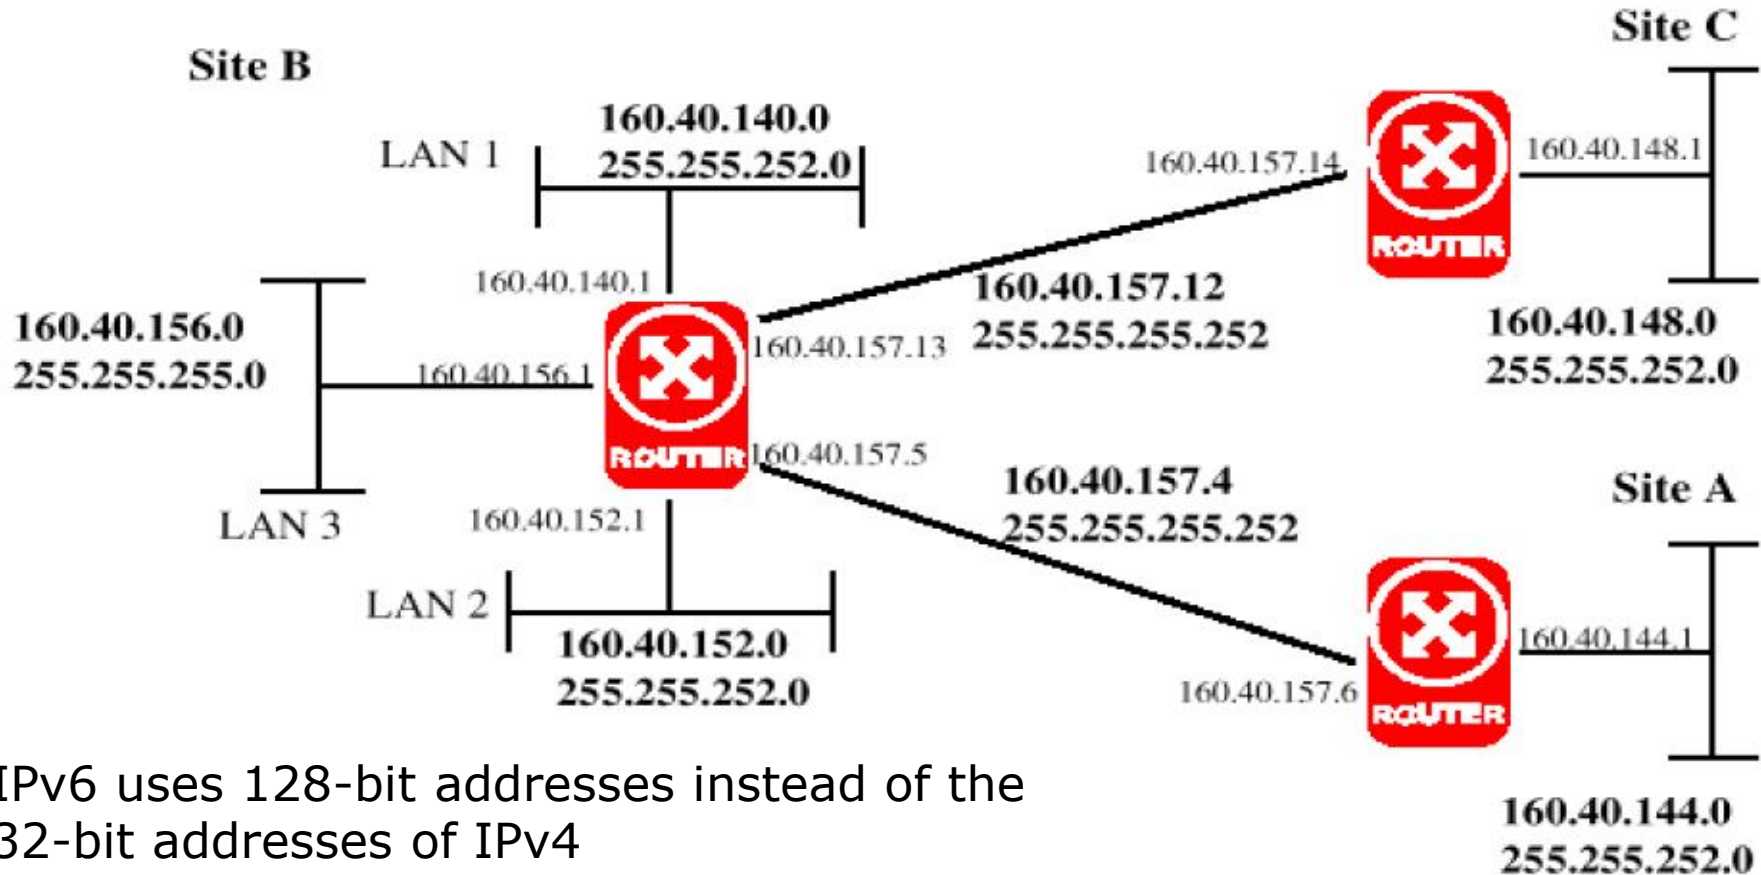 Site C
Site B
160.40.140.0
255.255.252.0
LAN 1
160.40.157.14
160.40.148.1
ROUTER
160.40.140.1
160.40.157.12
255.255.255.252
160.40.148.0
255.255.252.0
160.40.156.0
255.255.255.0
160.40.157.13
160.40.156.1
ROUTER
160.40.157.5
160.40.157.4
255.255.255.252
Site A
LAN 3
160.40.152.1
LAN 2
160.40.152.0
255.255.252.0
160.40.144.1
160.40.157.6
ROUTER
IPv6 uses 128-bit addresses instead of the
32-bit addresses of IPv4
160.40.144.0
255.255.252.0